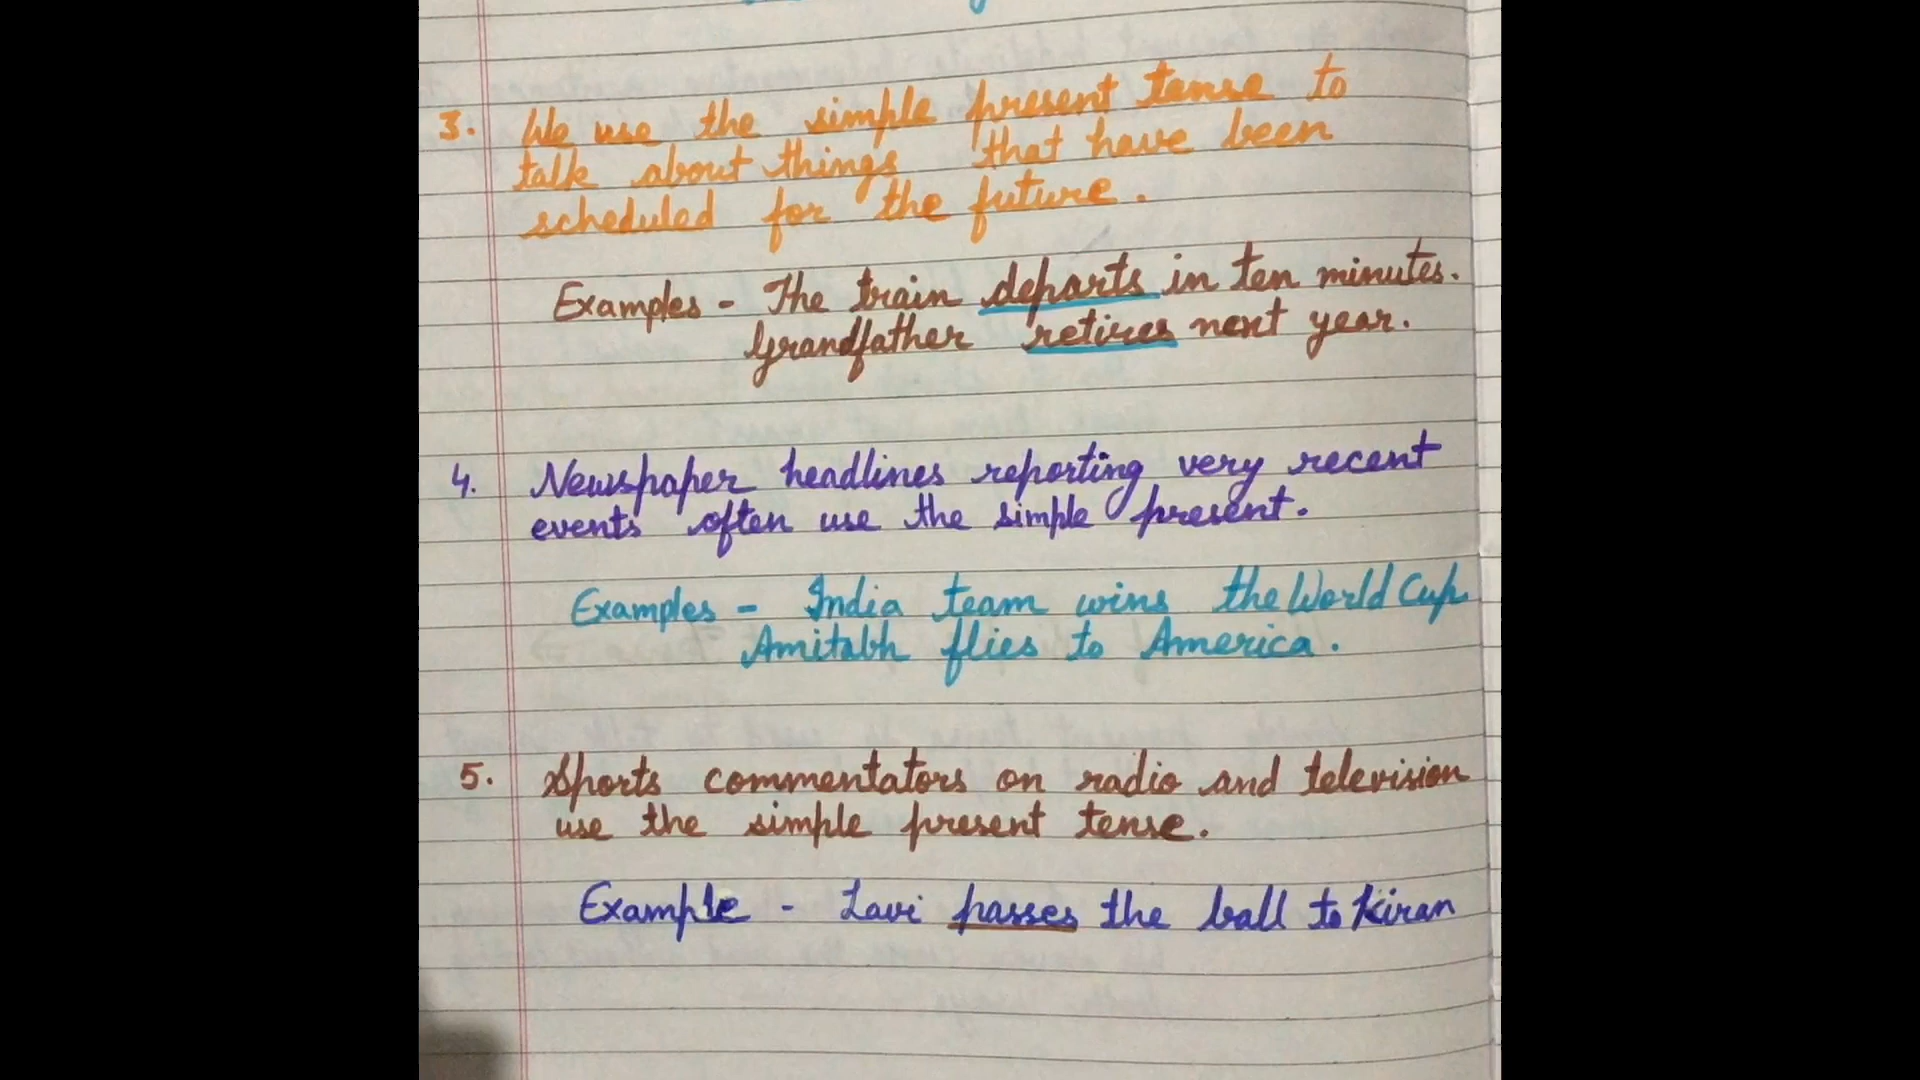 3. We use the simple present tense to
talk about things that have been
scheduled for the future.
Examples - The train departs in ten minutes.
Grandfather retires next year.
4. Newspaper headlines reporting very recent
events often use the simple present.
Examples - India team wins the World Cup.
Amitabh flies to America.
5. Sports commentators on radio and television
use the simple present tense.
Example - Lavi passes the ball to Kiran